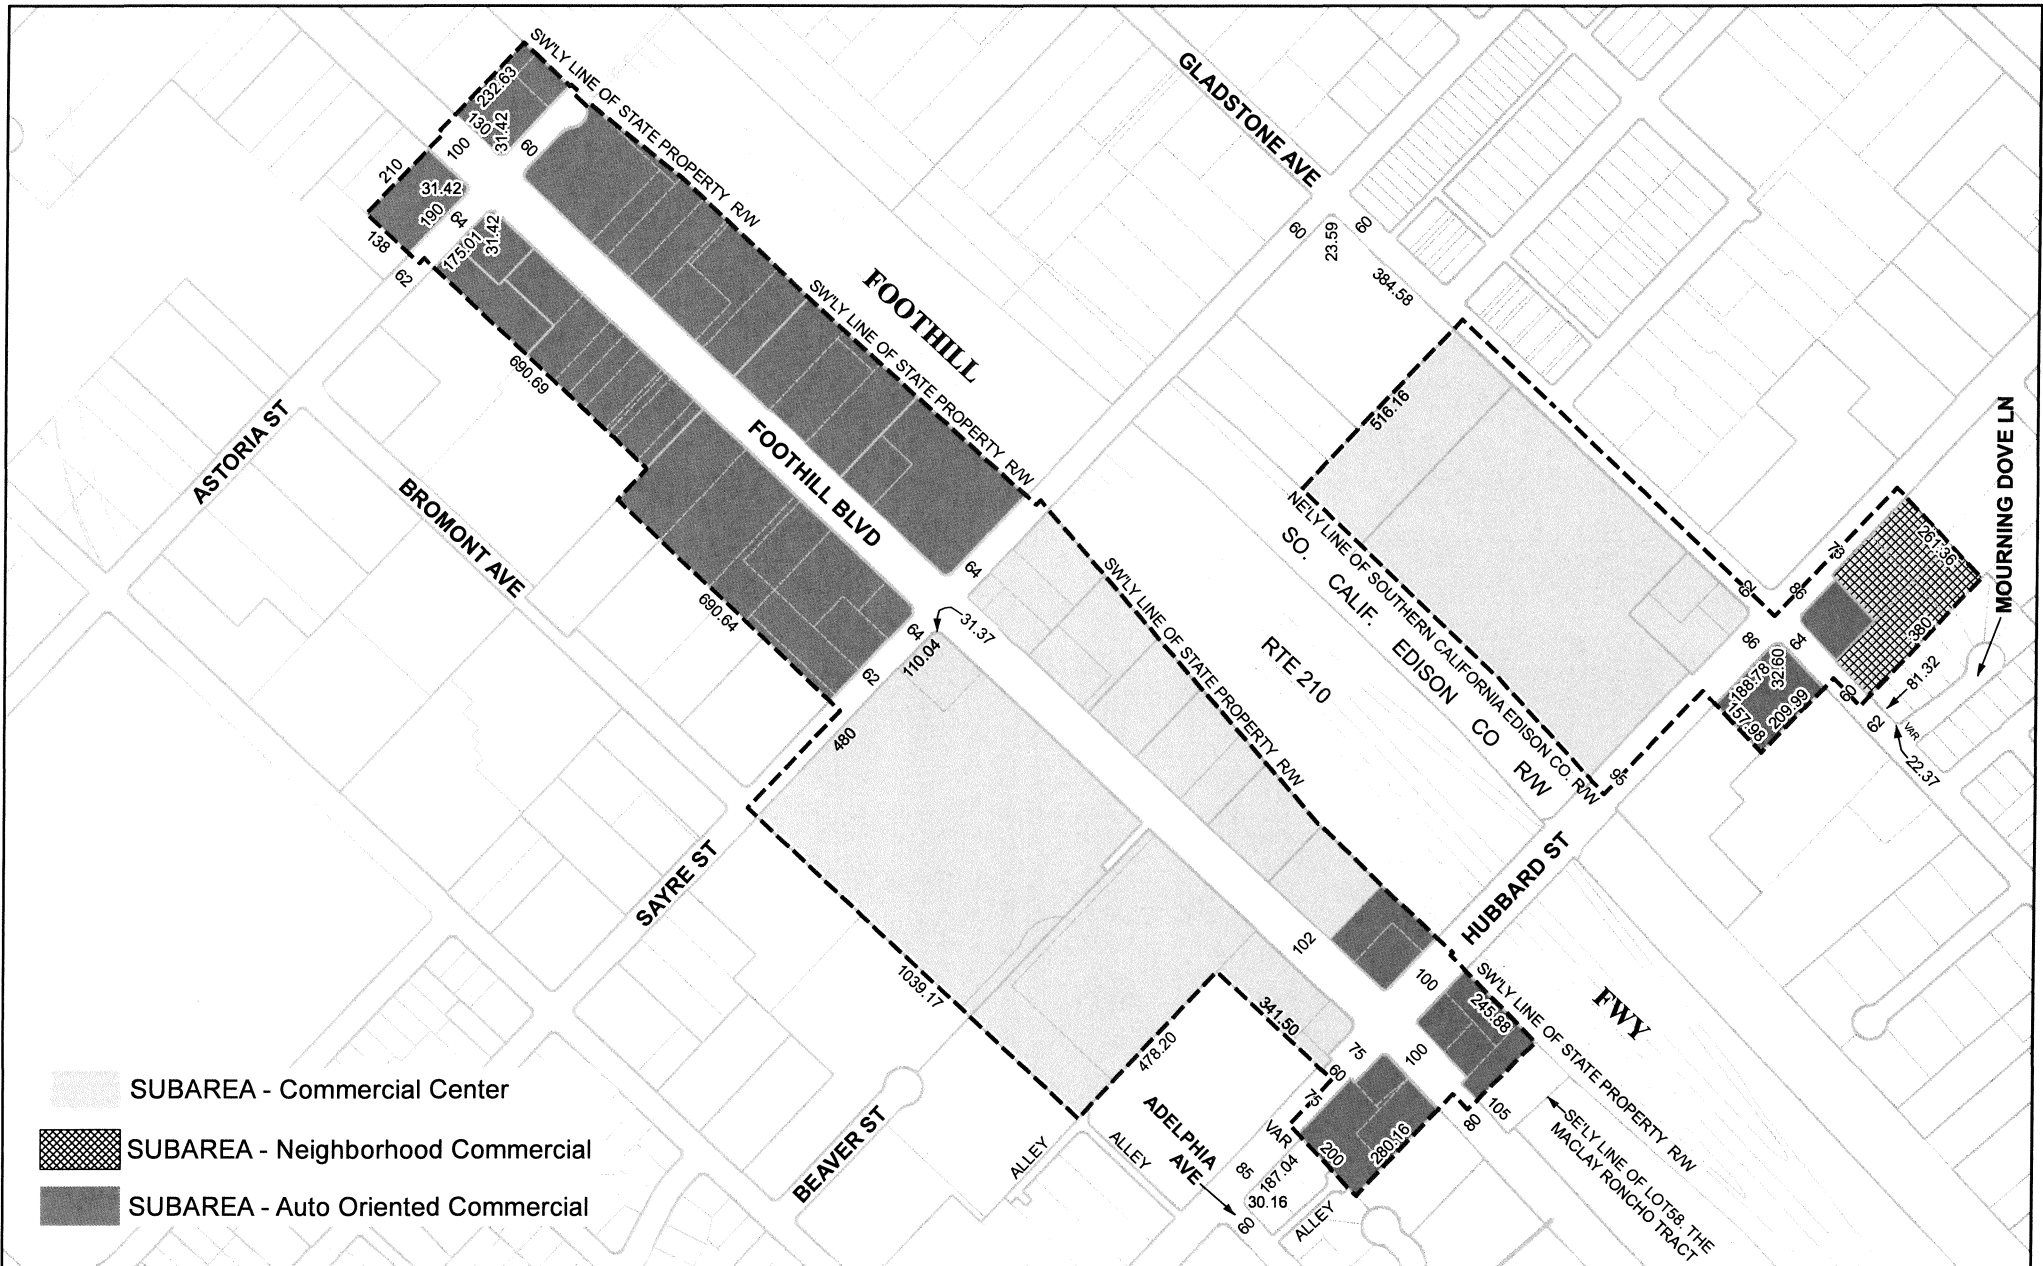 SW'LY LINE OF STATE PROPERTY R/W
232.63
130
31.42
100
60
210
31.42
190
64
138
62
175.01
31.42
GLADSTONE AVE
60
23.59
60
384.58
FOOTHILL
SW'LY LINE OF STATE PROPERTY R/W
690.69
ASTORIA ST
BROMONT AVE
FOOTHILL BLVD
516.16
NE'LY LINE OF SOUTHERN CALIFORNIA EDISON CO. R/W
SO. CALIF. EDISON CO R/W
MOURNING DOVE LN
73
261.36
62
86
380
86
64
32.60
188.78
157.98
209.99
60
81.32
62
VAR
22.37
95
64
SW'LY LINE OF STATE PROPERTY R/W
RTE 210
690.64
64
31.37
110.04
62
480
SAYRE ST
1039.17
HUBBARD ST
102
100
SW'LY LINE OF STATE PROPERTY R/W
245.88
FWY
341.50
478.20
75
100
60
75
105
80
SE'LY LINE OF LOT58, THE
MACLAY RONCHO TRACT
VAR
200
280.16
ADELPHIA
AVE
85
187.04
30.16
60
ALLEY
ALLEY
ALLEY
BEAVER ST
SUBAREA - Commercial Center
SUBAREA - Neighborhood Commercial
SUBAREA - Auto Oriented Commercial